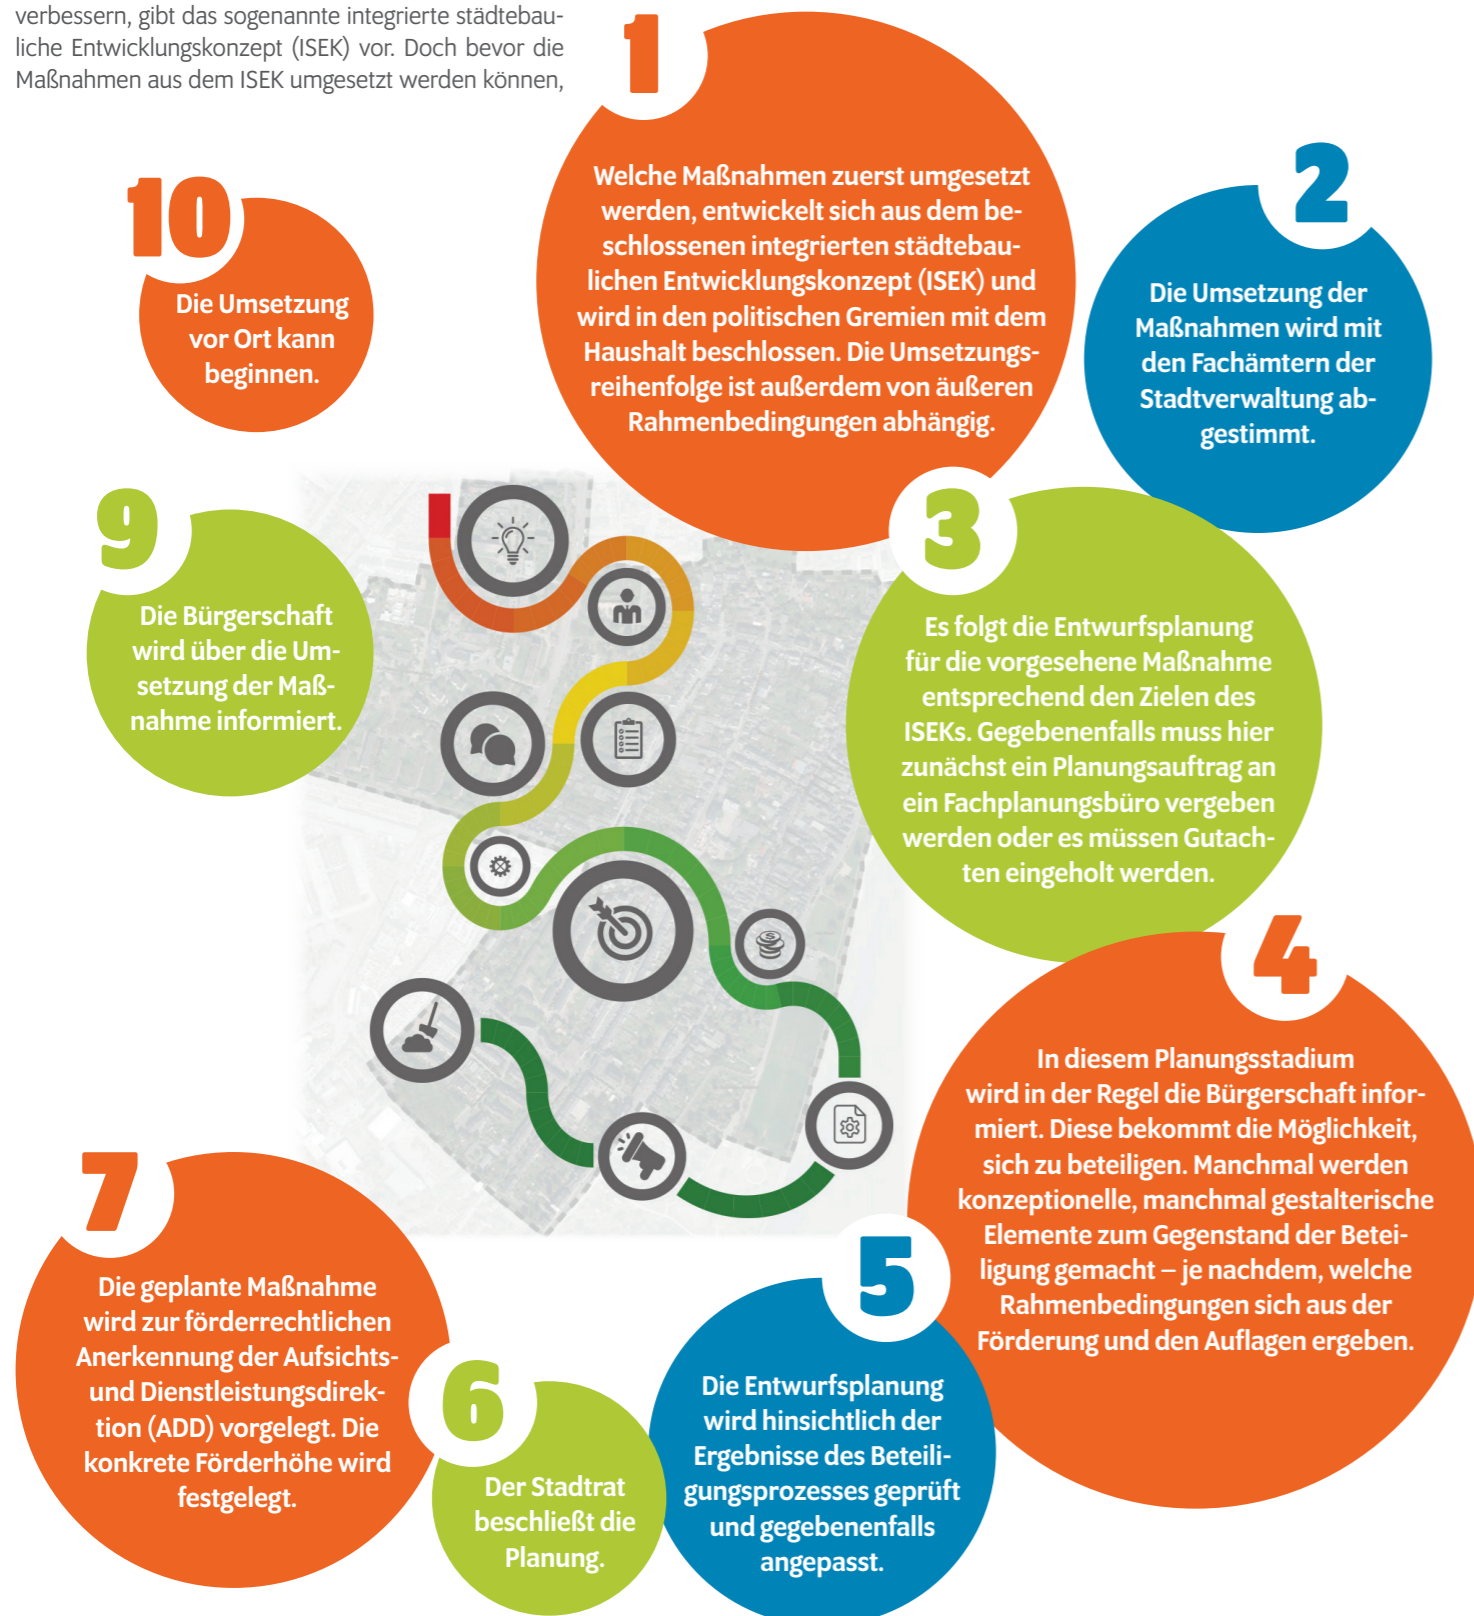 verbessern, gibt das sogenannte integrierte städtebau-
liche Entwicklungskonzept (ISEK) vor. Doch bevor die
Maßnahmen aus dem ISEK umgesetzt werden können,
1
Welche Maßnahmen zuerst umgesetzt
werden, entwickelt sich aus dem be-
schlossenen integrierten städtebau-
lichen Entwicklungskonzept (ISEK) und
wird in den politischen Gremien mit dem
Haushalt beschlossen. Die Umsetzungs-
reihenfolge ist außerdem von äußeren
Rahmenbedingungen abhängig.
2
Die Umsetzung der
Maßnahmen wird mit
den Fachämtern der
Stadtverwaltung ab-
gestimmt.
3
Es folgt die Entwurfsplanung
für die vorgesehene Maßnahme
entsprechend den Zielen des
ISEKs. Gegebenenfalls muss hier
zunächst ein Planungsauftrag an
ein Fachplanungsbüro vergeben
werden oder es müssen Gutach-
ten eingeholt werden.
4
In diesem Planungsstadium
wird in der Regel die Bürgerschaft infor-
miert. Diese bekommt die Möglichkeit,
sich zu beteiligen. Manchmal werden
konzeptionelle, manchmal gestalterische
Elemente zum Gegenstand der Betei-
ligung gemacht – je nachdem, welche
Rahmenbedingungen sich aus der
Förderung und den Auflagen ergeben.
5
Die Entwurfsplanung
wird hinsichtlich der
Ergebnisse des Beteili-
gungsprozesses geprüft
und gegebenenfalls
angepasst.
6
Der Stadtrat
beschließt die
Planung.
7
Die geplante Maßnahme
wird zur förderrechtlichen
Anerkennung der Aufsichts-
und Dienstleistungsdirek-
tion (ADD) vorgelegt. Die
konkrete Förderhöhe wird
festgelegt.
9
Die Bürgerschaft
wird über die Um-
setzung der Maß-
nahme informiert.
10
Die Umsetzung
vor Ort kann
beginnen.